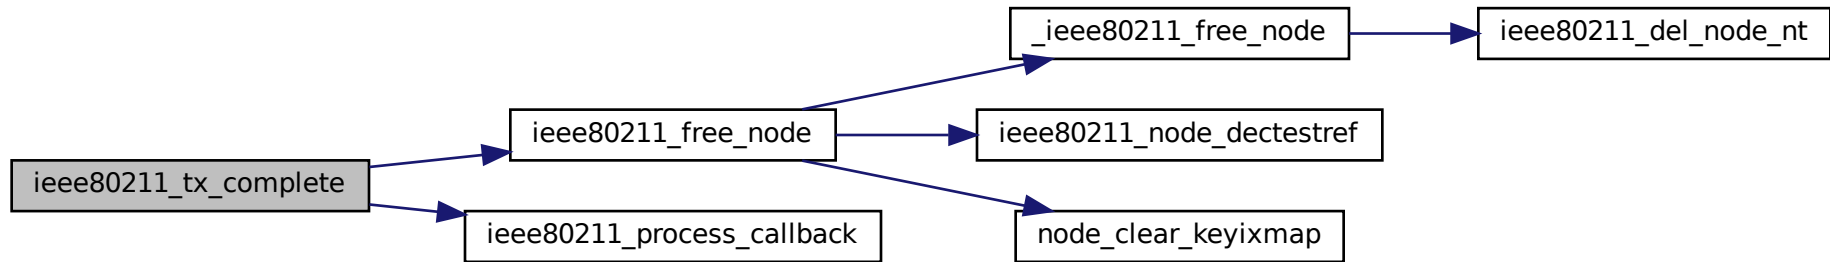 _ieee80211_free_node
ieee80211_del_node_nt
ieee80211_free_node
ieee80211_node_dectestref
ieee80211_tx_complete
ieee80211_process_callback
node_clear_keyixmap